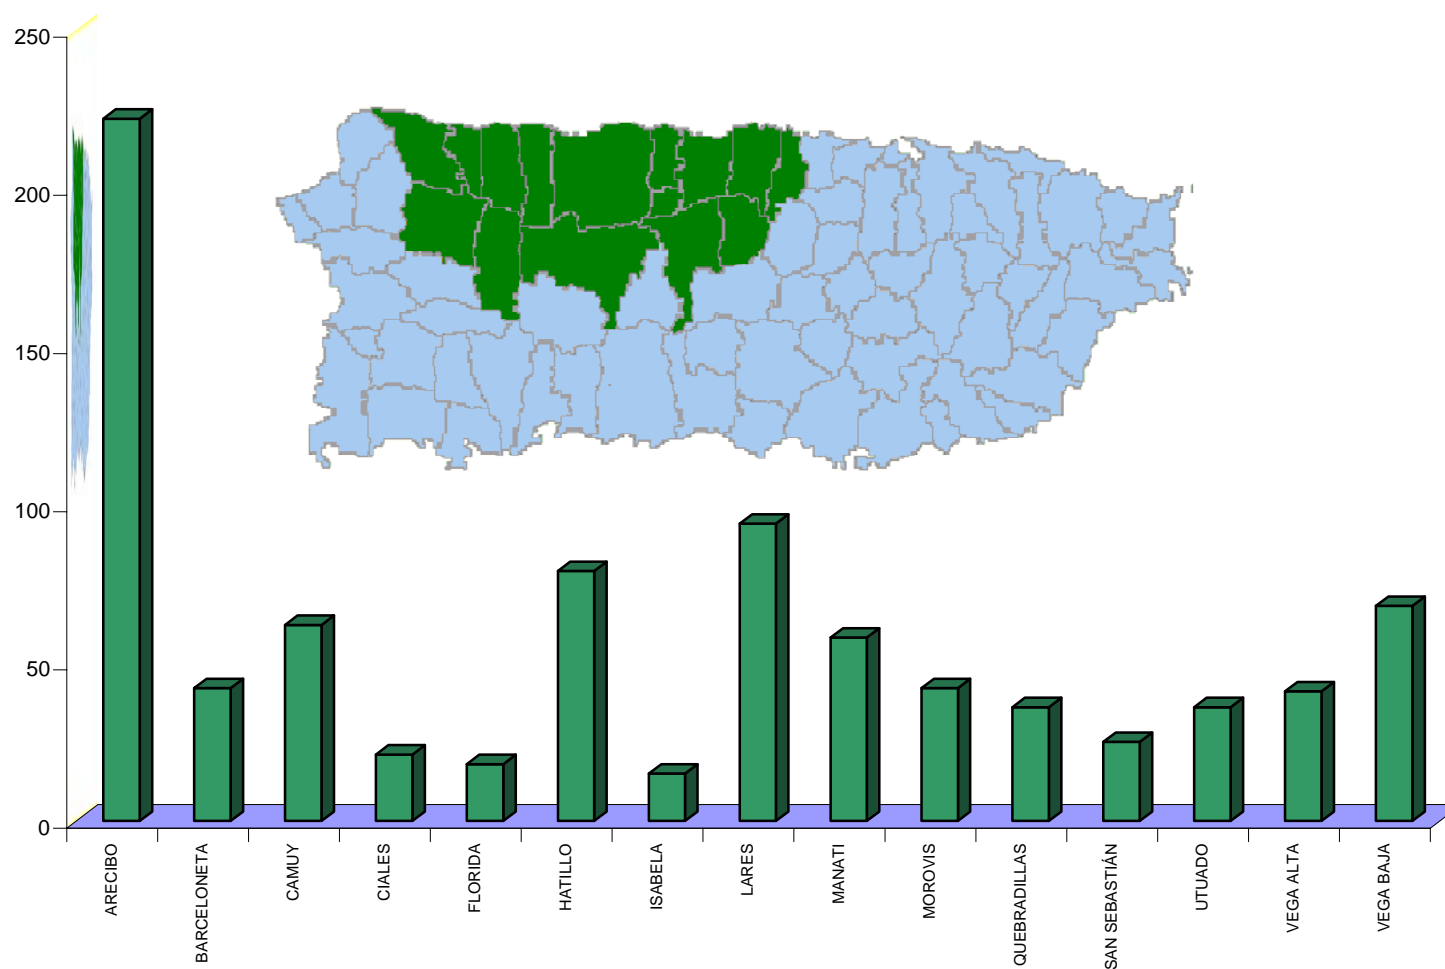 250
200
150
100
50
0
ARECIBO
BARCELONETA
CAMUY
CIALES
FLORIDA
HATILLO
ISABELA
LARES
MANATI
MOROVIS
QUEBRADILLAS
SAN SEBASTIÁN
UTUADO
VEGA ALTA
VEGA BAJA